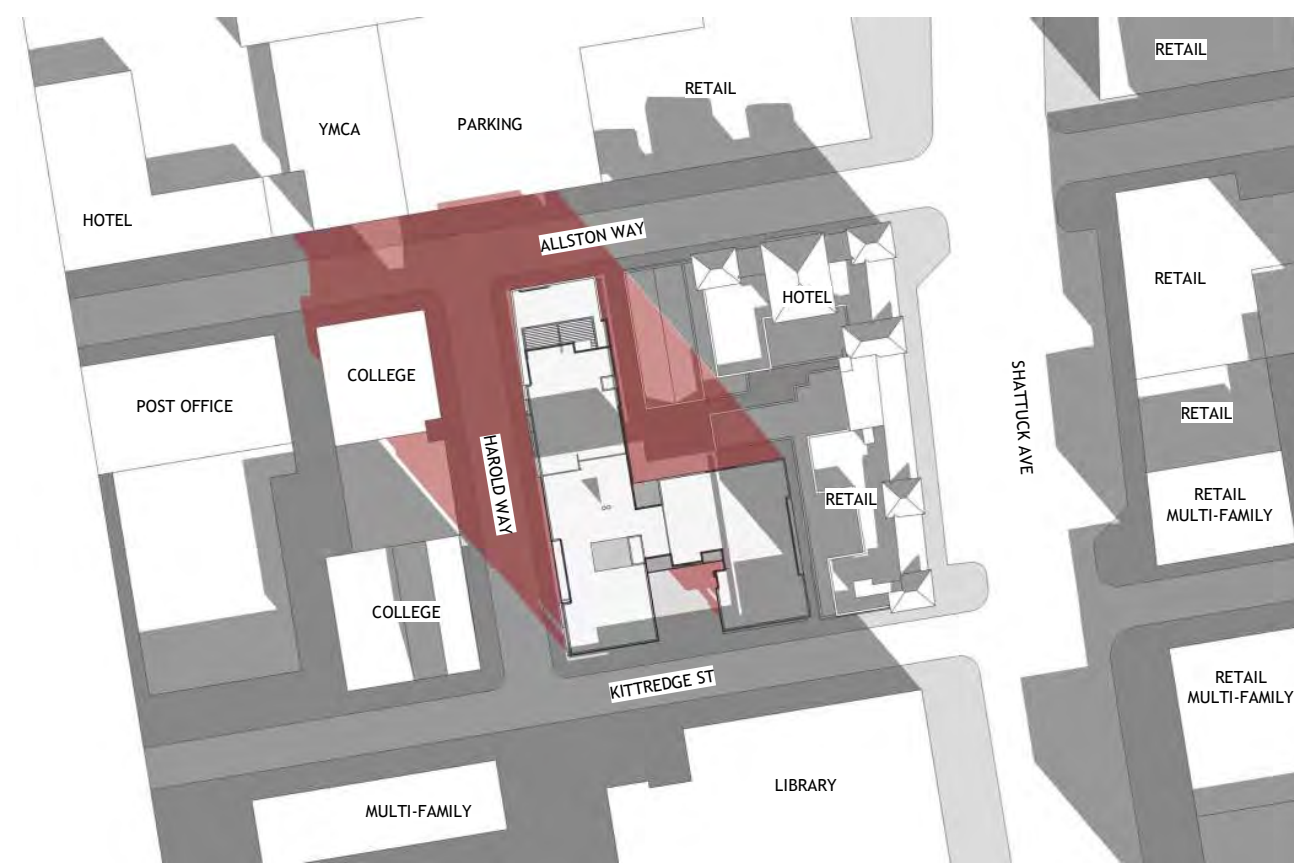 RETAIL
RETAIL
YMCA
PARKING
HOTEL
ALLSTON WAY
RETAIL
HOTEL
COLLEGE
SHATTUCK AVE
POST OFFICE
RETAIL
HAROLD WAY
RETAIL
RETAIL
MULTI-FAMILY
COLLEGE
KITTREDGE ST
RETAIL
MULTI-FAMILY
LIBRARY
MULTI-FAMILY